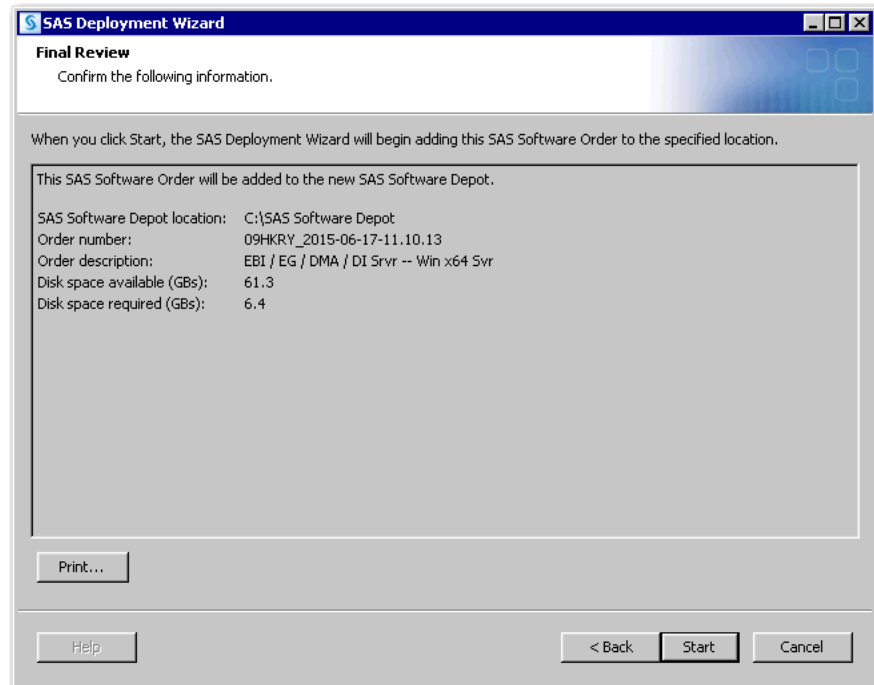 SAS Deployment Wizard
Final Review
Confirm the following information.
When you click Start, the SAS Deployment Wizard will begin adding this SAS Software Order to the specified location.
This SAS Software Order will be added to the new SAS Software Depot.
SAS Software Depot location: C:\SAS Software Depot
Order number: 09HKRY_2015-06-17-11.10.13
Order description: EBI / EG / DMA / DI Srvr -- Win x64 Svr
Disk space available (GBs): 61.3
Disk space required (GBs): 6.4
Print...
Help < Back Start Cancel